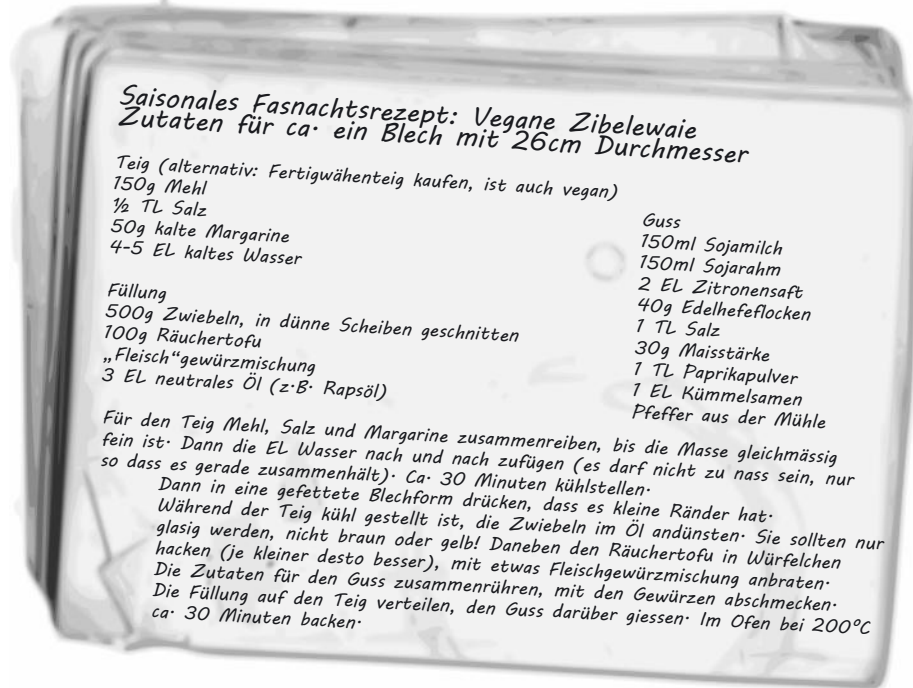 Saisonales Fasnachtsrezept: Vegane Zibelewaie
Zutaten für ca. ein Blech mit 26cm Durchmesser
Teig (alternativ: Fertigwähenteig kaufen, ist auch vegan)
150g Mehl
½ TL Salz
50g kalte Margarine
4-5 EL kaltes Wasser
Füllung
500g Zwiebeln, in dünne Scheiben geschnitten
100g Räuchertofu
„Fleisch“gewürzmischung
3 EL neutrales Öl (z.B. Rapsöl)
Guss
150ml Sojamilch
150ml Sojarahm
2 EL Zitronensaft
40g Edelhefeflocken
1 TL Salz
30g Maisstärke
1 TL Paprikapulver
1 EL Kümmelsamen
Pfeffer aus der Mühle
Für den Teig Mehl, Salz und Margarine zusammenreiben, bis die Masse gleichmässig
fein ist. Dann die EL Wasser nach und nach zufügen (es darf nicht zu nass sein, nur
so dass es gerade zusammenhält). Ca. 30 Minuten kühlstellen.
Dann in eine gefettete Blechform drücken, dass es kleine Ränder hat.
Während der Teig kühl gestellt ist, die Zwiebeln im Öl andünsten. Sie sollten nur
glasig werden, nicht braun oder gelb! Daneben den Räuchertofu in Würfelchen
hacken (je kleiner desto besser), mit etwas Fleischgewürzmischung anbraten.
Die Zutaten für den Guss zusammenrühren, mit den Gewürzen abschmecken.
Die Füllung auf den Teig verteilen, den Guss darüber giessen. Im Ofen bei 200°C
ca. 30 Minuten backen.